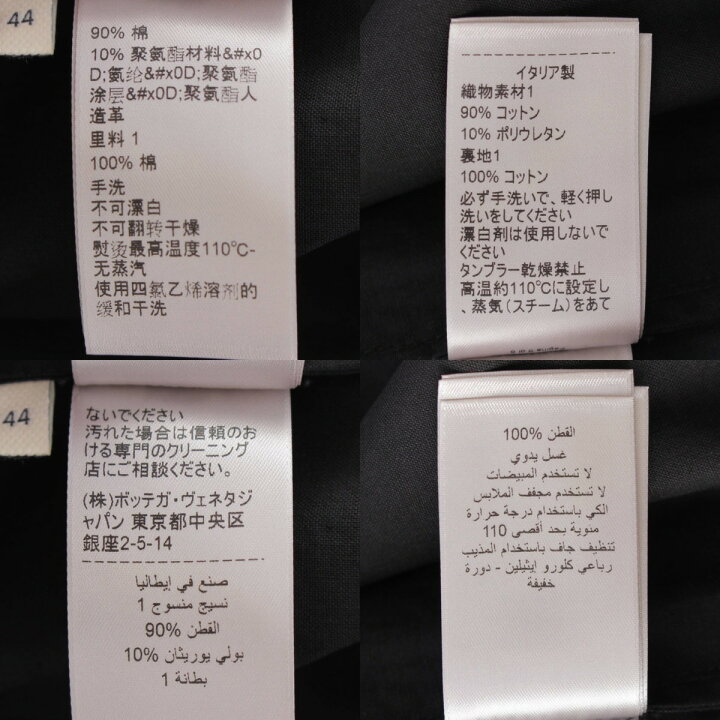 44
90% 棉
10% 聚氨酯材料&#x0
D;氨纶&#x0D;聚氨酯
涂层&#x0D;聚氨酯人
造革
里料 1
100% 棉
手洗
不可漂白
不可翻转干燥
熨烫最高温度110℃-
无蒸汽
使用四氯乙烯溶剂的
缓和干洗
イタリア製
織物素材1
90% コットン
10% ポリウレタン
裏地1
100% コットン
必ず手洗いで、軽く押し
洗いをしてください
漂白剤は使用しないで
ください
タンブラー乾燥禁止
高温約110℃に設定し
、蒸気（スチーム）をあて
44
ないでください
汚れた場合は信頼のお
ける専門のクリーニング
店にご相談ください。
(株)ボッテガ・ヴェネタジ
ャパン 東京都中央区
銀座2-5-14
صنع في إيطاليا
نسيج منسوج 1
القطن %90
بولي يوريثان %10
بطانة 1
القطن %100
غسل يدوي
لا تستخدم المبيضات
لا تستخدم مجفف الملابس
الكي باستخدام درجة حرارة
مئوية بحد أقصى 110
تنظيف جاف باستخدام المذيب
رباعي كلورو إيثيلين - دورة
خفيفة